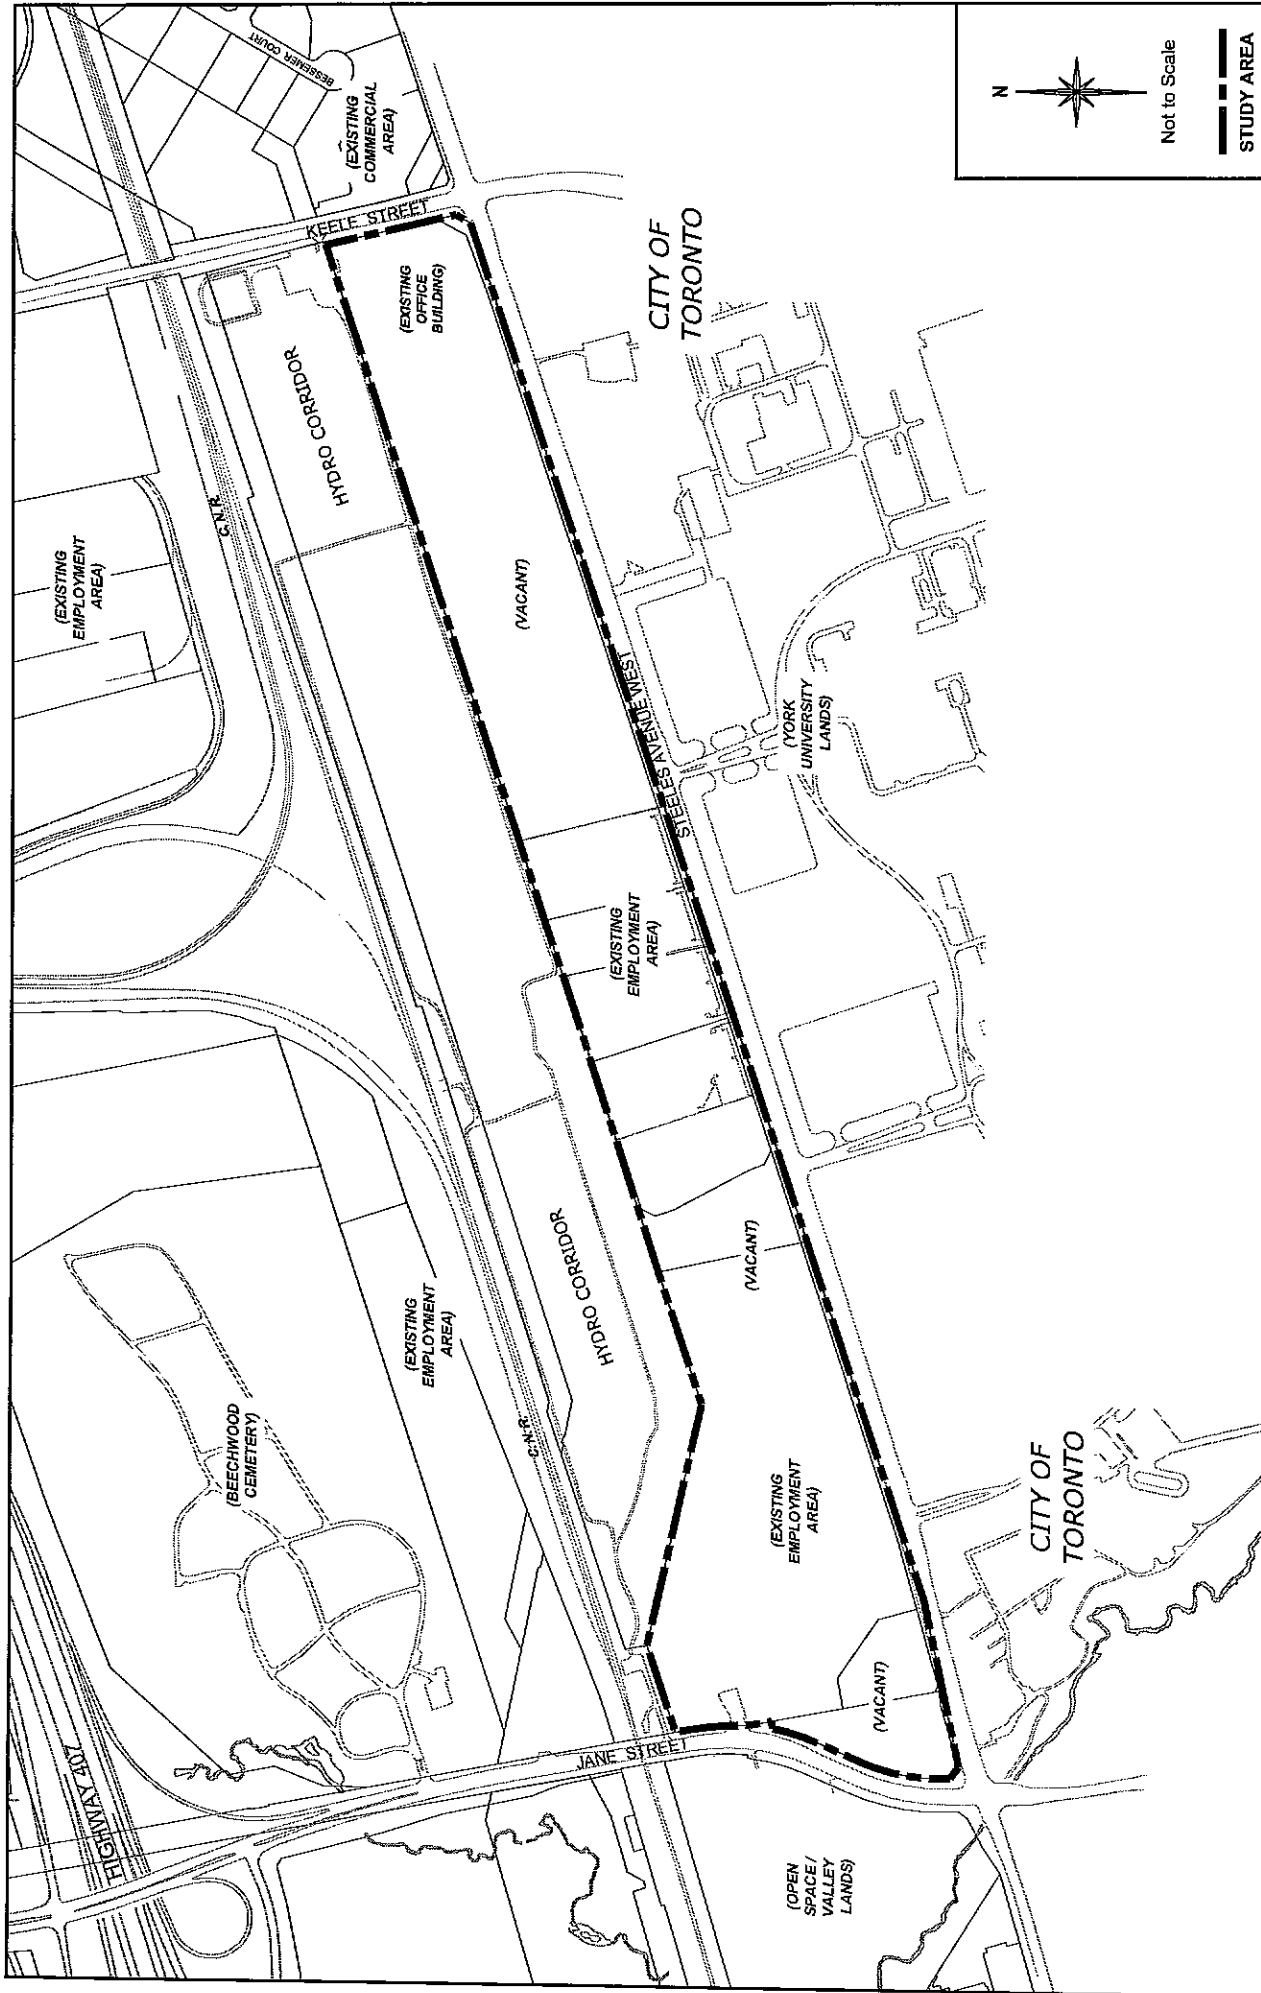 HIGHWAY 407
(BEECHWOOD
CEMETERY)
(EXISTING
EMPLOYMENT
AREA)
(EXISTING
EMPLOYMENT
AREA)
C.N.R.
C.N.R.
BESSEMER COURT
(EXISTING
COMMERCIAL
AREA)
KEELE STREET
HYDRO CORRIDOR
HYDRO CORRIDOR
JANE STREET
(OPEN
SPACE /
VALLEY
LANDS)
(VACANT)
(EXISTING
EMPLOYMENT
AREA)
(VACANT)
(EXISTING
EMPLOYMENT
AREA)
(VACANT)
(EXISTING
OFFICE
BUILDING)
STEELES AVENUE WEST
(YORK
UNIVERSITY
LANDS)
CITY OF
TORONTO
CITY OF
TORONTO
N
Not to Scale
STUDY AREA